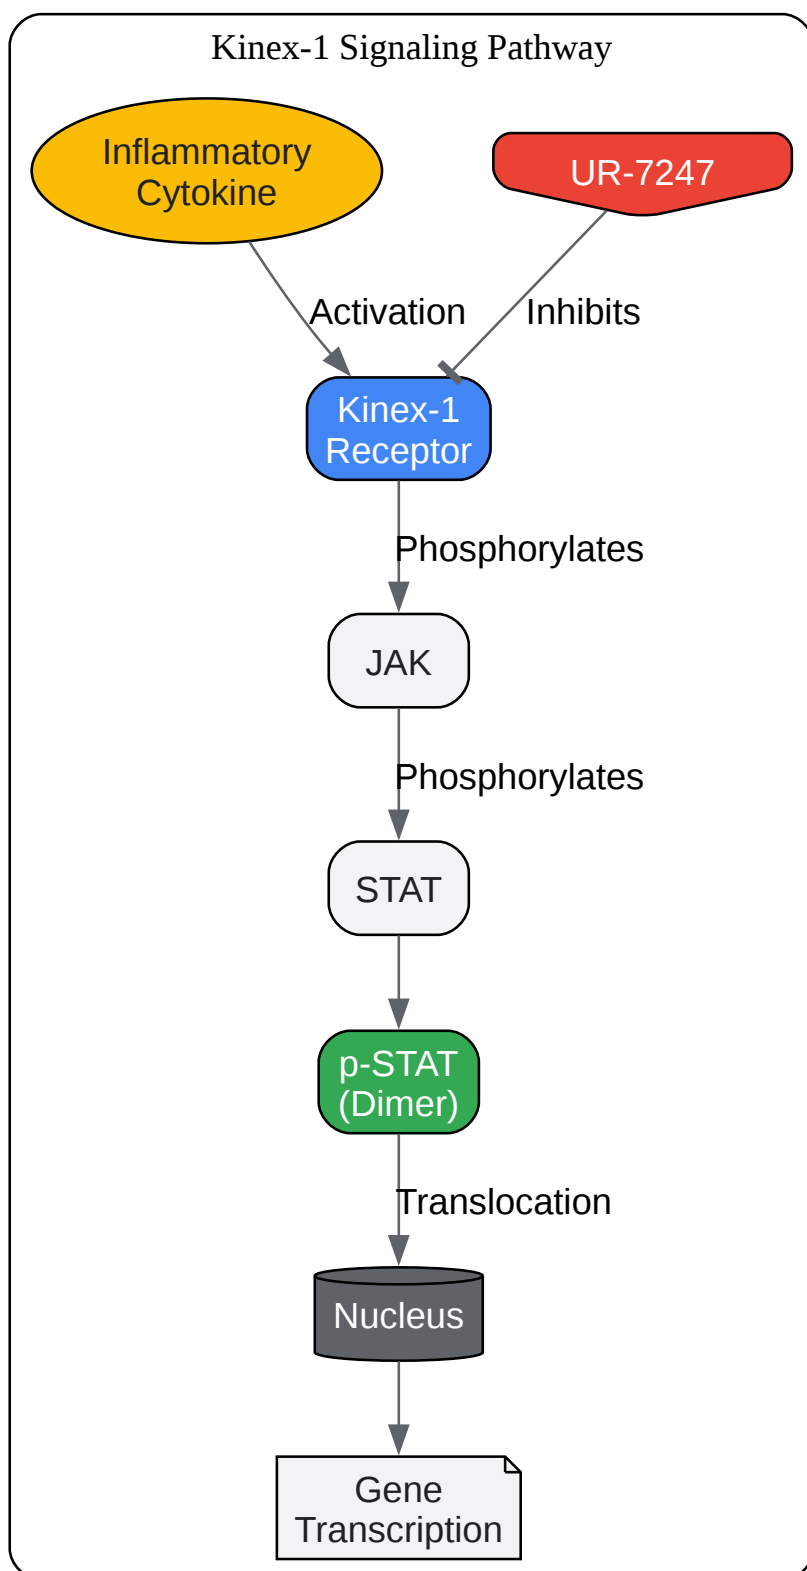 Kinex-1 Signaling Pathway
Inflammatory
Cytokine
UR-7247
Activation
Inhibits
Kinex-1
Receptor
Phosphorylates
JAK
Phosphorylates
STAT
p-STAT
(Dimer)
Translocation
Nucleus
Gene
Transcription